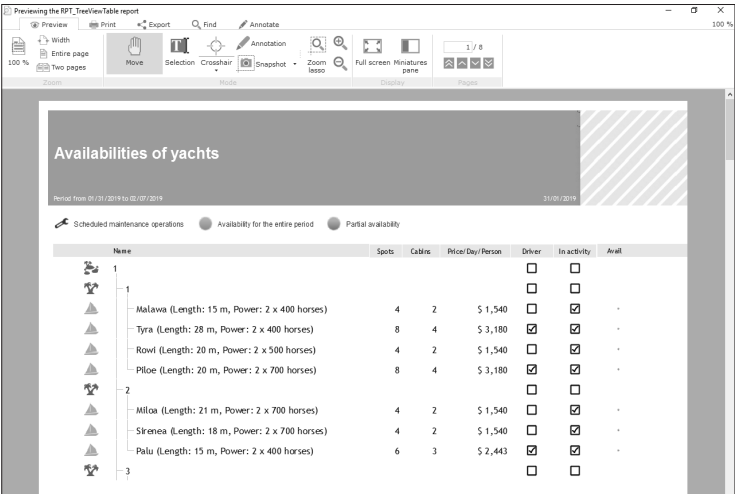 Previewing the RPT_TreeViewTable report
100 %
Preview Print Export Find Annotate
100 %
Width
Entire page
Two pages
Move
Selection
Crosshair
Annotation
Snapshot
Zoom lasso
Full screen
Miniatures pane
1 / 8
Zoom Mode Display Pages
Availabilities of yachts
Period from 01/31/2019 to 02/07/2019 31/01/2019
Scheduled maintenance operations Availability for the entire period Partial availability
Name Spots Cabins Price/Day/Person Driver In activity Avail
1
1
Malawa (Length: 15 m, Power: 2 x 400 horses) 4 2 $ 1,540
Tyra (Length: 28 m, Power: 2 x 400 horses) 8 4 $ 3,180
Rowi (Length: 20 m, Power: 2 x 500 horses) 4 2 $ 1,540
Piloe (Length: 20 m, Power: 2 x 700 horses) 8 4 $ 3,180
2
Miloa (Length: 21 m, Power: 2 x 700 horses) 4 2 $ 1,540
Sirenea (Length: 18 m, Power: 2 x 700 horses) 4 2 $ 1,540
Palu (Length: 15 m, Power: 2 x 400 horses) 6 3 $ 2,443
3